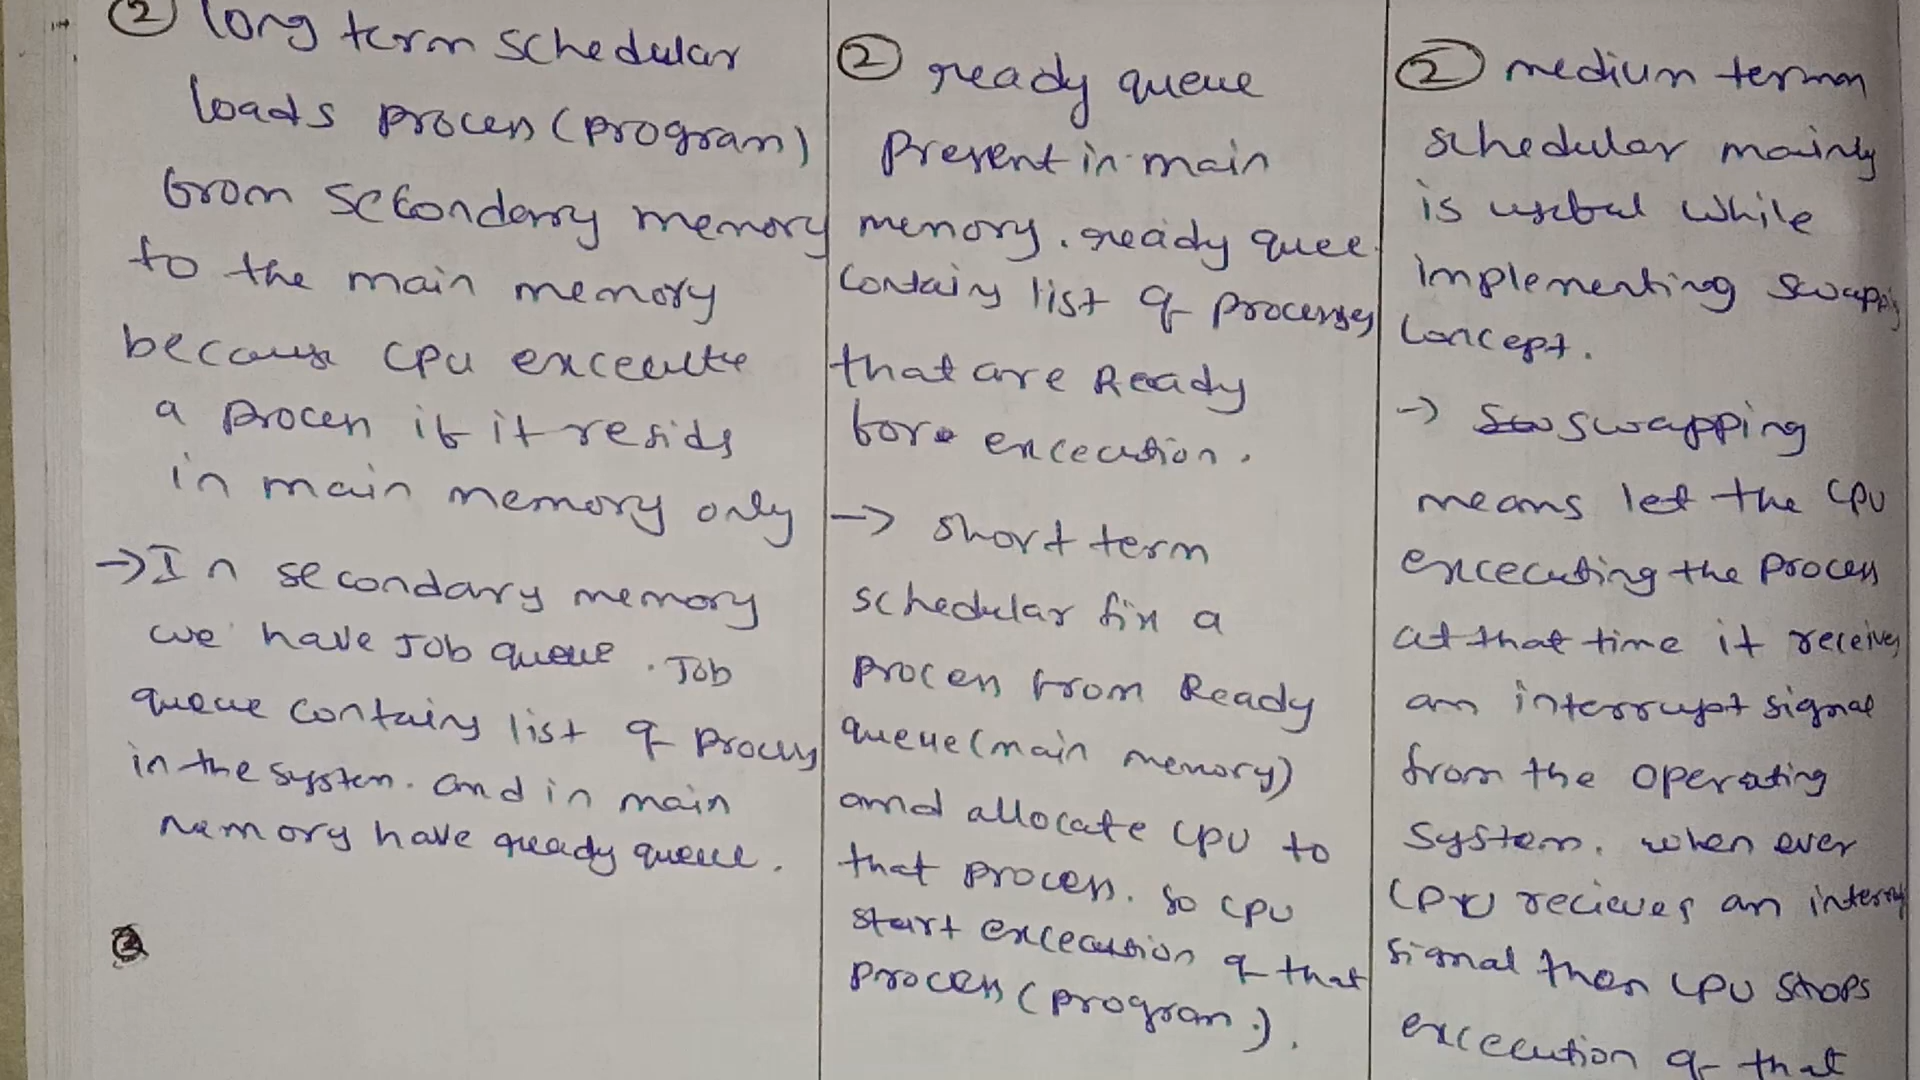 ② long term schedular
loads process (program)
from secondary memory
to the main memory
because cpu excecute
a process if it resids
in main memory only
→ In secondary memory
we have Job queue. Job
queue contains list of process
in the system. and in main
memory have ready queue.
② ready queue
present in main
memory. ready quee
contains list of processes
that are Ready
for excecution.
→ short term
schedular fix a
process from Ready
queue (main memory)
and allocate cpu to
that process. so cpu
start excecution of that
process (program.).
② medium term
schedular mainly
is useful while
implementing swapping
concept.
→ swapping
means let the cpu
excecuting the process
at that time it receives
an interrupt signal
from the operating
system. when ever
cpu recieves an
signal then cpu stops
excecution of that